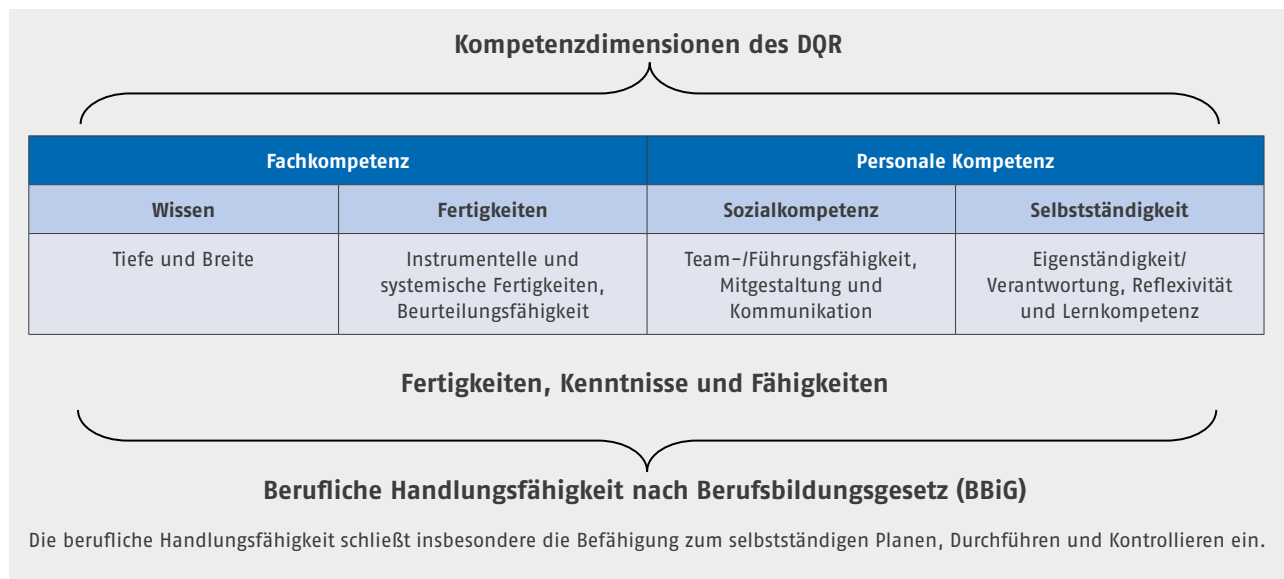 Kompetenzdimensionen des DQR
Fachkompetenz
Personale Kompetenz
Wissen
Fertigkeiten
Sozialkompetenz
Selbstständigkeit
Tiefe und Breite
Instrumentelle und
systemische Fertigkeiten,
Beurteilungsfähigkeit
Team-/Führungsfähigkeit,
Mitgestaltung und
Kommunikation
Eigenständigkeit/
Verantwortung, Reflexivität
und Lernkompetenz
Fertigkeiten, Kenntnisse und Fähigkeiten
Berufliche Handlungsfähigkeit nach Berufsbildungsgesetz (BBiG)
Die berufliche Handlungsfähigkeit schließt insbesondere die Befähigung zum selbstständigen Planen, Durchführen und Kontrollieren ein.